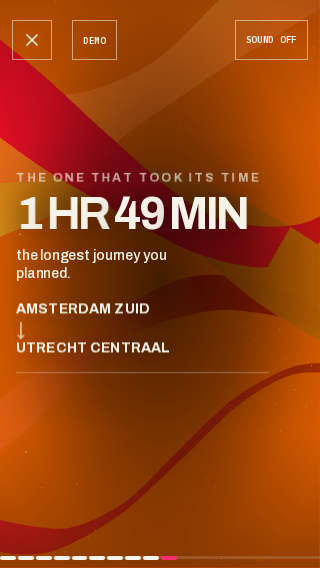 DEMO
SOUND OFF
THE ONE THAT TOOK ITS TIME
1 HR 49 MIN
the longest journey you
planned.
AMSTERDAM ZUID
↓
UTRECHT CENTRAAL